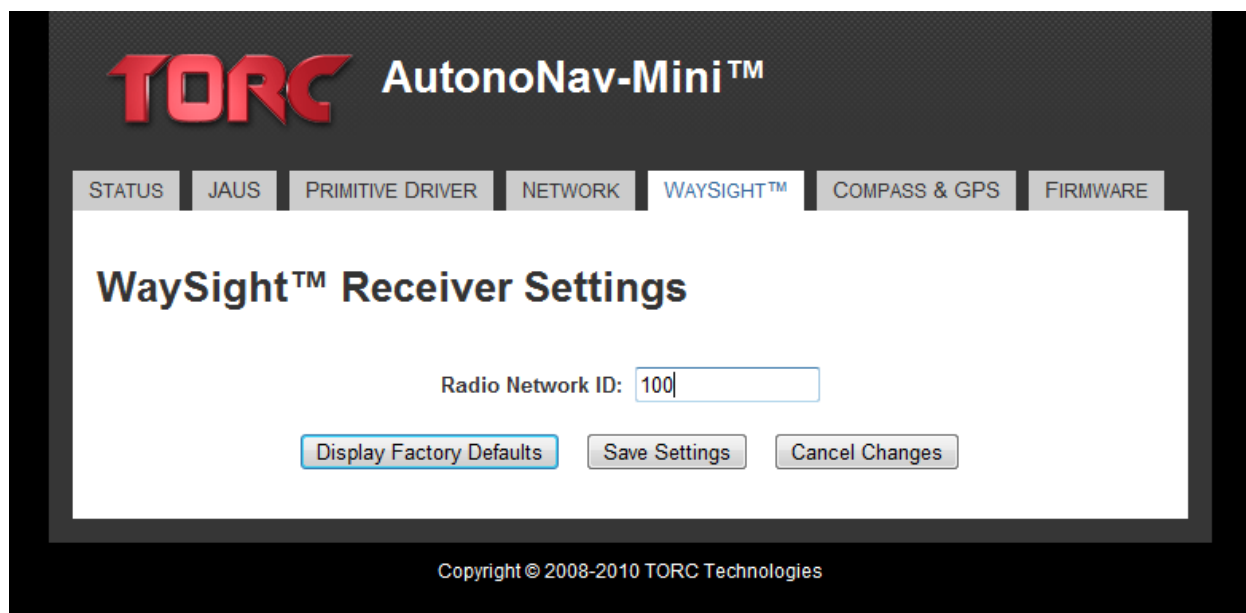 TORC AutonoNav-Mini™
STATUS JAUS PRIMITIVE DRIVER NETWORK WAYSIGHT™ COMPASS & GPS FIRMWARE
WaySight™ Receiver Settings
Radio Network ID: 100
Display Factory Defaults Save Settings Cancel Changes
Copyright © 2008-2010 TORC Technologies